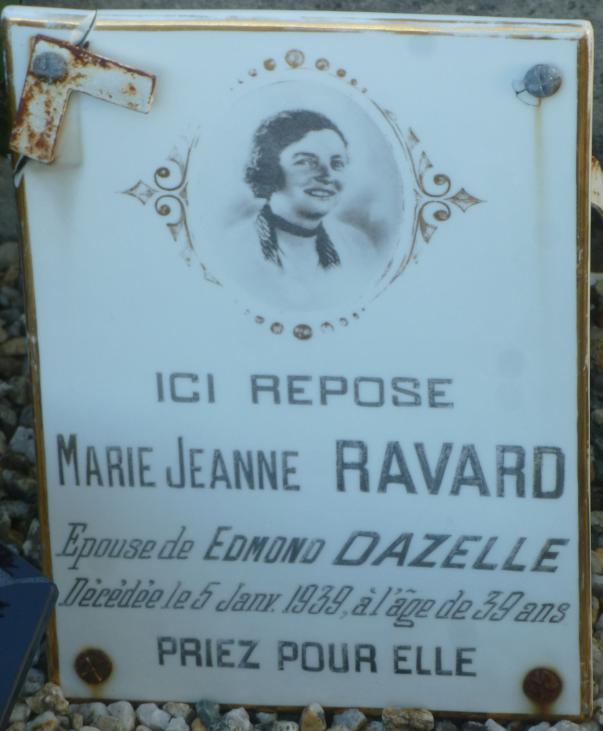 ICI REPOSE
MARIE JEANNE RAVARD
Epouse de EDMOND DAZELLE
Décédée le 5 Janv. 1939, à l'âge de 39 ans
PRIEZ POUR ELLE